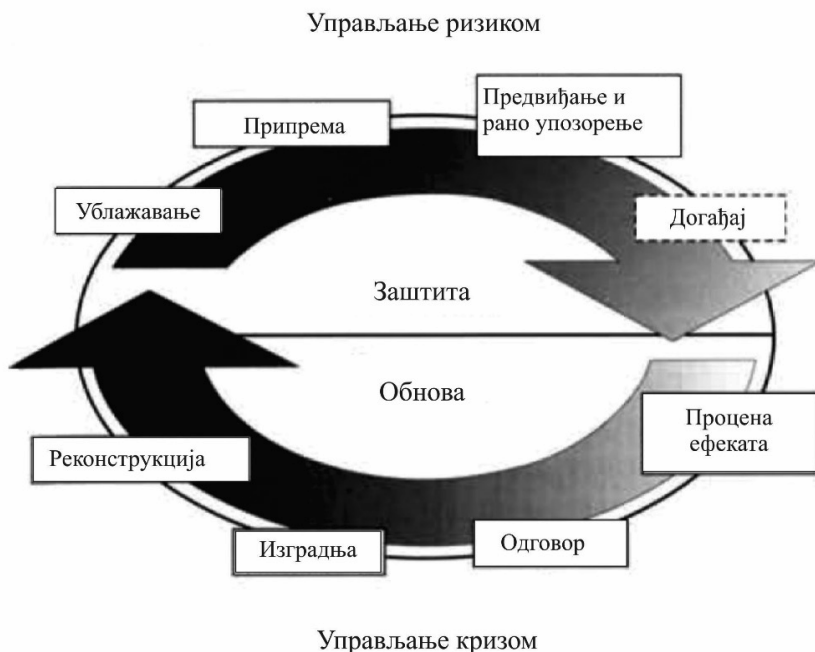 Управљање ризиком
Предвиђање и
рано упозорење
Припрема
Ублажавање
Догађај
Заштита
Обнова
Процена
ефеката
Реконструкција
Изградња
Одговор
Управљање кризом